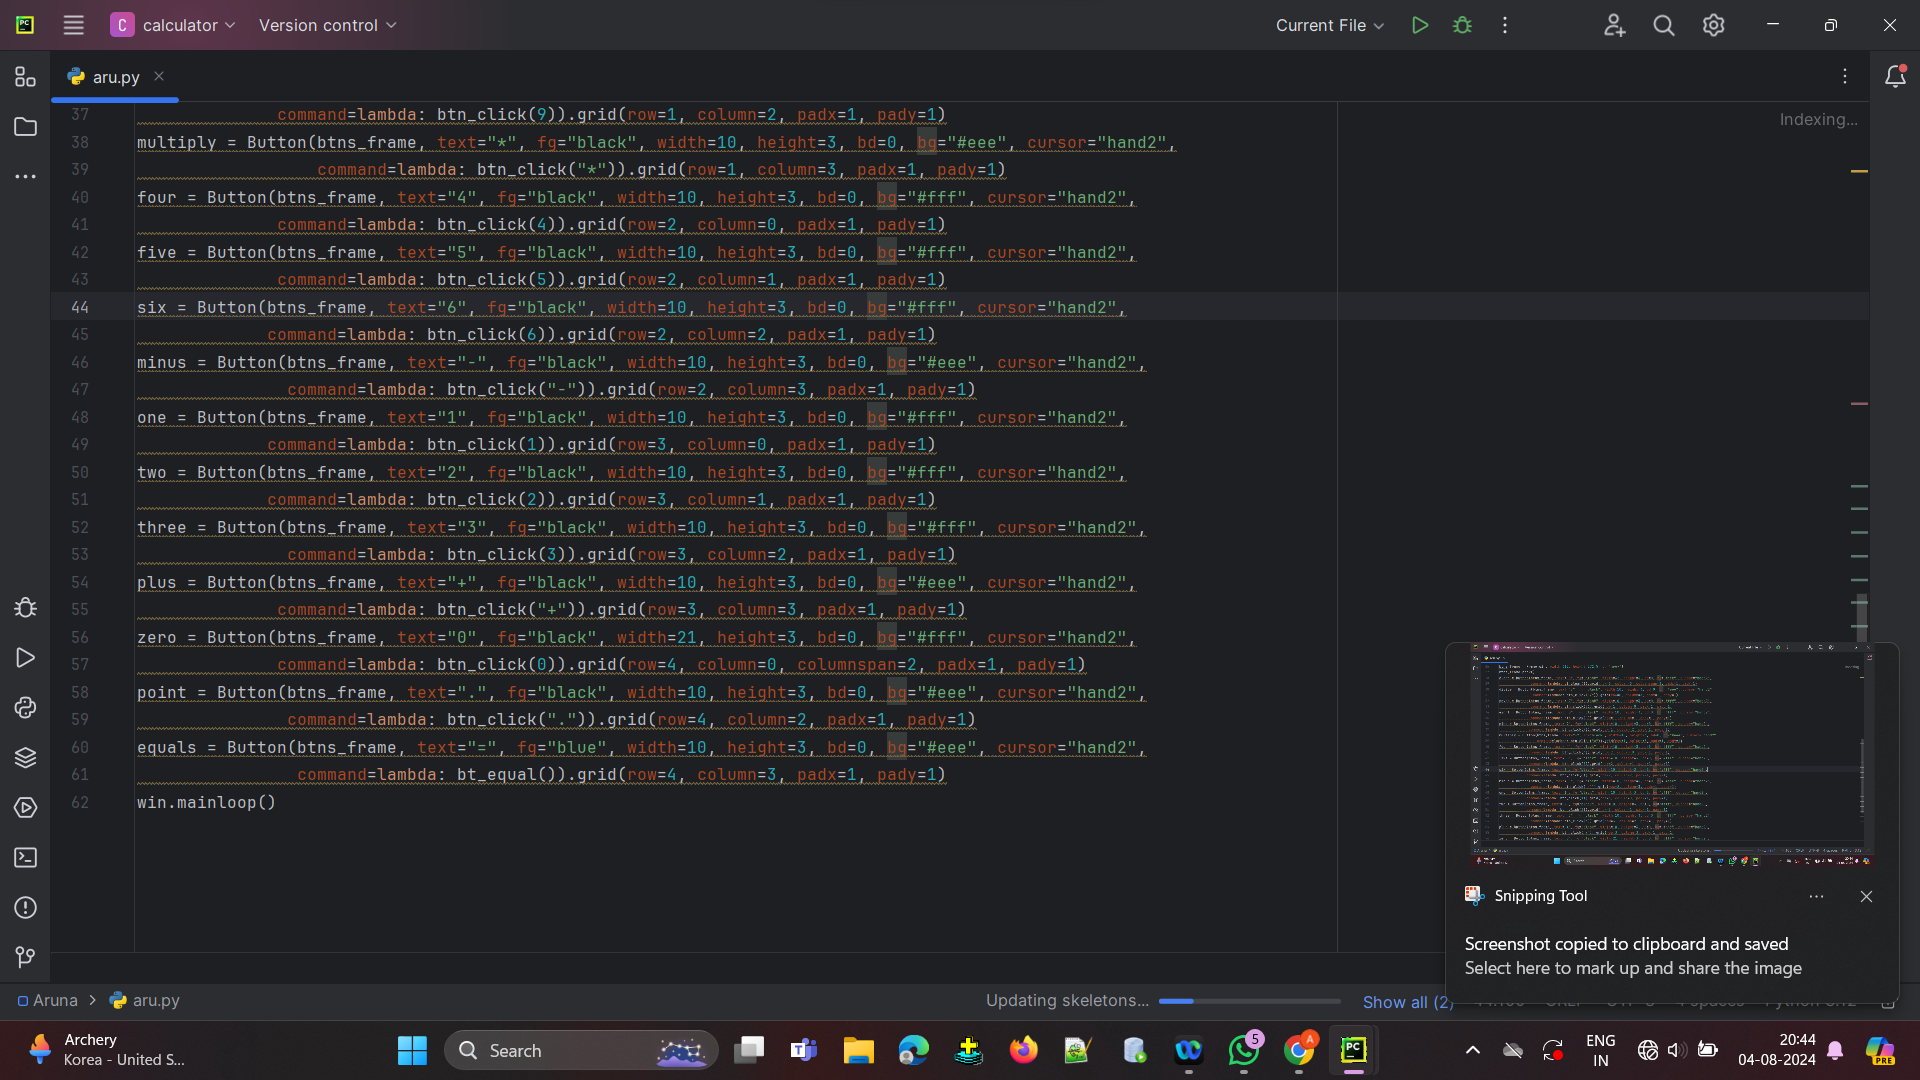 PC
C calculator
Version control
Current File
aru.py
Indexing...
37 command=lambda: btn_click(9)).grid(row=1, column=2, padx=1, pady=1)
38 multiply = Button(btns_frame, text="*", fg="black", width=10, height=3, bd=0, bg="#eee", cursor="hand2",
39 command=lambda: btn_click("*")).grid(row=1, column=3, padx=1, pady=1)
40 four = Button(btns_frame, text="4", fg="black", width=10, height=3, bd=0, bg="#fff", cursor="hand2",
41 command=lambda: btn_click(4)).grid(row=2, column=0, padx=1, pady=1)
42 five = Button(btns_frame, text="5", fg="black", width=10, height=3, bd=0, bg="#fff", cursor="hand2",
43 command=lambda: btn_click(5)).grid(row=2, column=1, padx=1, pady=1)
44 six = Button(btns_frame, text="6", fg="black", width=10, height=3, bd=0, bg="#fff", cursor="hand2",
45 command=lambda: btn_click(6)).grid(row=2, column=2, padx=1, pady=1)
46 minus = Button(btns_frame, text="-", fg="black", width=10, height=3, bd=0, bg="#eee", cursor="hand2",
47 command=lambda: btn_click("-")).grid(row=2, column=3, padx=1, pady=1)
48 one = Button(btns_frame, text="1", fg="black", width=10, height=3, bd=0, bg="#fff", cursor="hand2",
49 command=lambda: btn_click(1)).grid(row=3, column=0, padx=1, pady=1)
50 two = Button(btns_frame, text="2", fg="black", width=10, height=3, bd=0, bg="#fff", cursor="hand2",
51 command=lambda: btn_click(2)).grid(row=3, column=1, padx=1, pady=1)
52 three = Button(btns_frame, text="3", fg="black", width=10, height=3, bd=0, bg="#fff", cursor="hand2",
53 command=lambda: btn_click(3)).grid(row=3, column=2, padx=1, pady=1)
54 plus = Button(btns_frame, text="+", fg="black", width=10, height=3, bd=0, bg="#eee", cursor="hand2",
55 command=lambda: btn_click("+")).grid(row=3, column=3, padx=1, pady=1)
56 zero = Button(btns_frame, text="0", fg="black", width=21, height=3, bd=0, bg="#fff", cursor="hand2",
57 command=lambda: btn_click(0)).grid(row=4, column=0, columnspan=2, padx=1, pady=1)
58 point = Button(btns_frame, text=".", fg="black", width=10, height=3, bd=0, bg="#eee", cursor="hand2",
59 command=lambda: btn_click(".")).grid(row=4, column=2, padx=1, pady=1)
60 equals = Button(btns_frame, text="=", fg="blue", width=10, height=3, bd=0, bg="#eee", cursor="hand2",
61 command=lambda: bt_equal()).grid(row=4, column=3, padx=1, pady=1)
62 win.mainloop()
Snipping Tool
Screenshot copied to clipboard and saved
Select here to mark up and share the image
Aruna > aru.py
Updating skeletons...
Show all (2)
Archery
Korea - United S...
Search
5
A
PC
ENG
IN
20:44
04-08-2024
PRE